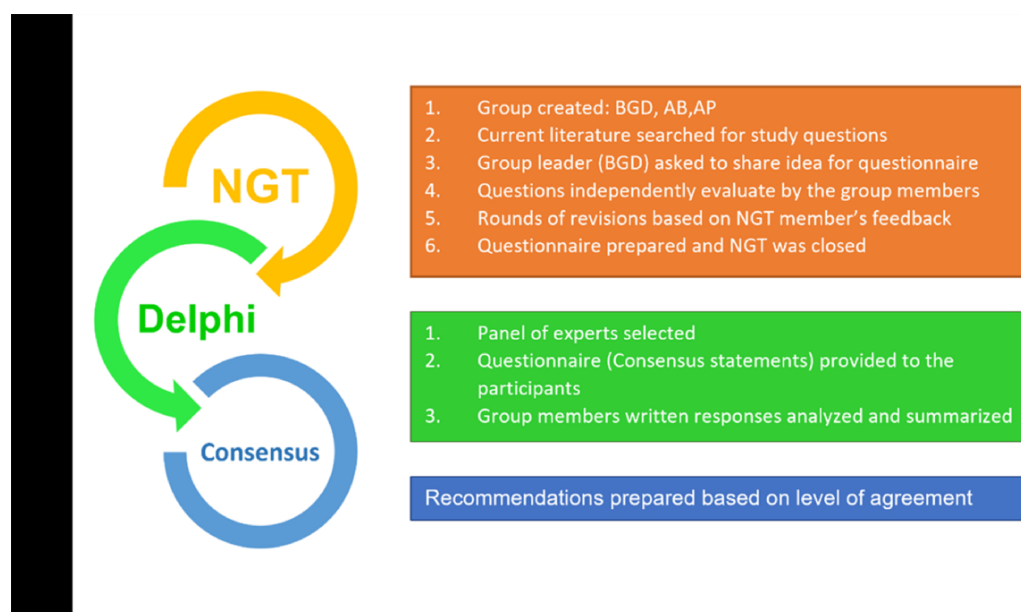 NGT
1. Group created: BGD, AB,AP
2. Current literature searched for study questions
3. Group leader (BGD) asked to share idea for questionnaire
4. Questions independently evaluate by the group members
5. Rounds of revisions based on NGT member’s feedback
6. Questionnaire prepared and NGT was closed
Delphi
1. Panel of experts selected
2. Questionnaire (Consensus statements) provided to the
participants
3. Group members written responses analyzed and summarized
Consensus
Recommendations prepared based on level of agreement